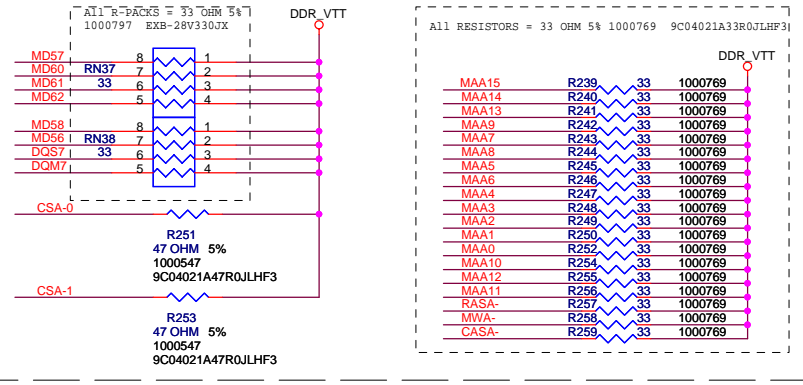 All R-PACKS = 33 OHM 5%
1000797 EXB-28V330JX
DDR_VTT
MD57 8 1
MD60 RN37 7 2
MD61 33 6 3
MD62 5 4
MD58 8 1
MD56 RN38 7 2
DQS7 33 6 3
DQM7 5 4
CSA-0
R251
47 OHM 5%
1000547
9C04021A47R0JLHF3
CSA-1
R253
47 OHM 5%
1000547
9C04021A47R0JLHF3
All RESISTORS = 33 OHM 5% 1000769 9C04021A33R0JLHF3
DDR_VTT
MAA15 R239 33 1000769
MAA14 R240 33 1000769
MAA13 R241 33 1000769
MAA9 R242 33 1000769
MAA7 R243 33 1000769
MAA8 R244 33 1000769
MAA5 R245 33 1000769
MAA6 R246 33 1000769
MAA4 R247 33 1000769
MAA3 R248 33 1000769
MAA2 R249 33 1000769
MAA1 R250 33 1000769
MAA0 R252 33 1000769
MAA10 R254 33 1000769
MAA12 R255 33 1000769
MAA11 R256 33 1000769
RASA- R257 33 1000769
MWA- R258 33 1000769
CASA- R259 33 1000769